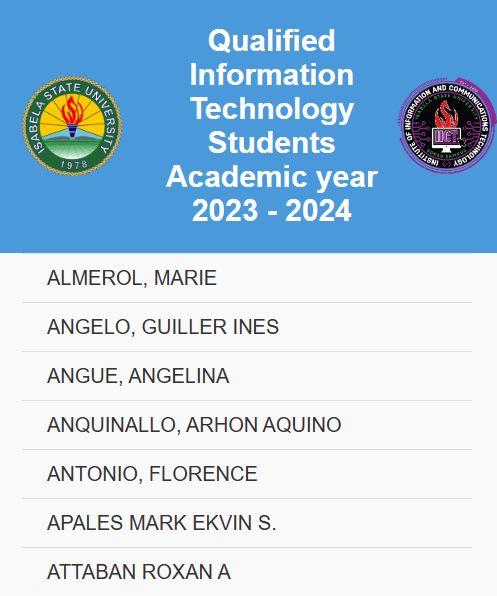 Qualified
Information
Technology
Students
Academic year
2023 - 2024
ISABELA STATE UNIVERSITY
1978
INSTITUTE OF INFORMATION AND COMMUNICATIONS TECHNOLOGY
ISABELA STATE UNIVERSITY
IICT
ALMEROL, MARIE
ANGELO, GUILLER INES
ANGUE, ANGELINA
ANQUINALLO, ARHON AQUINO
ANTONIO, FLORENCE
APALES MARK EKVIN S.
ATTABAN ROXAN A